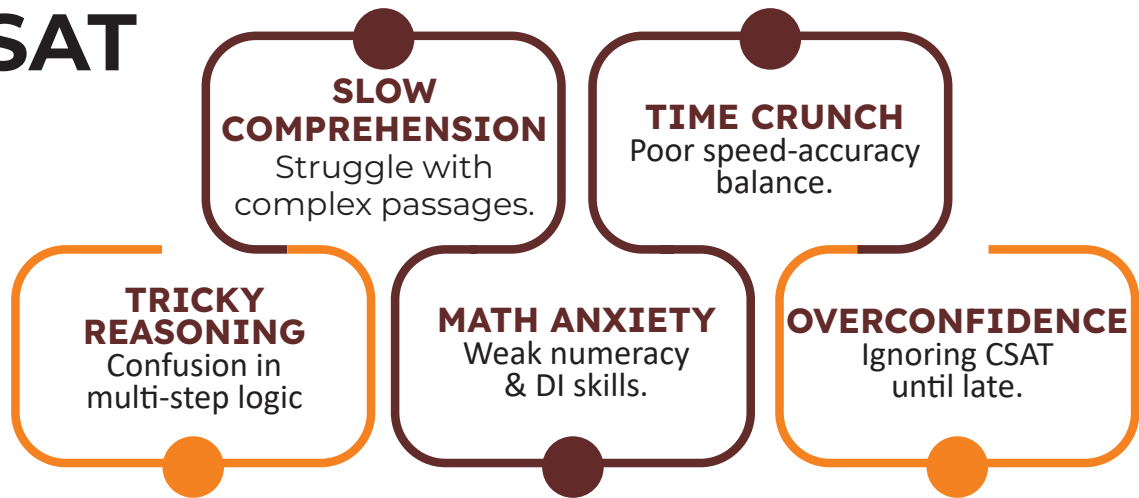 SAT
SLOW
COMPREHENSION
Struggle with
complex passages.
TIME CRUNCH
Poor speed-accuracy
balance.
TRICKY
REASONING
Confusion in
multi-step logic
MATH ANXIETY
Weak numeracy
& DI skills.
OVERCONFIDENCE
Ignoring CSAT
until late.